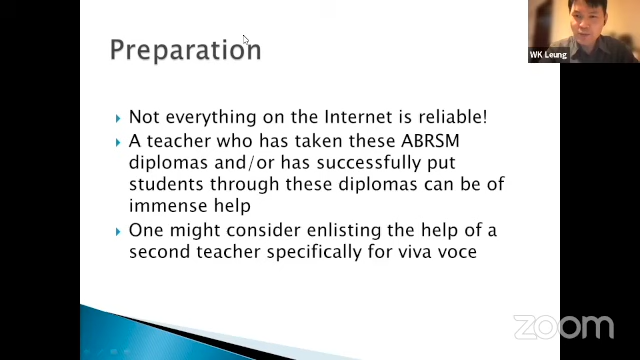 Preparation
WK Leung
Not everything on the Internet is reliable!
A teacher who has taken these ABRSM
diplomas and/or has successfully put
students through these diplomas can be of
immense help
One might consider enlisting the help of a
second teacher specifically for viva voce
zoom